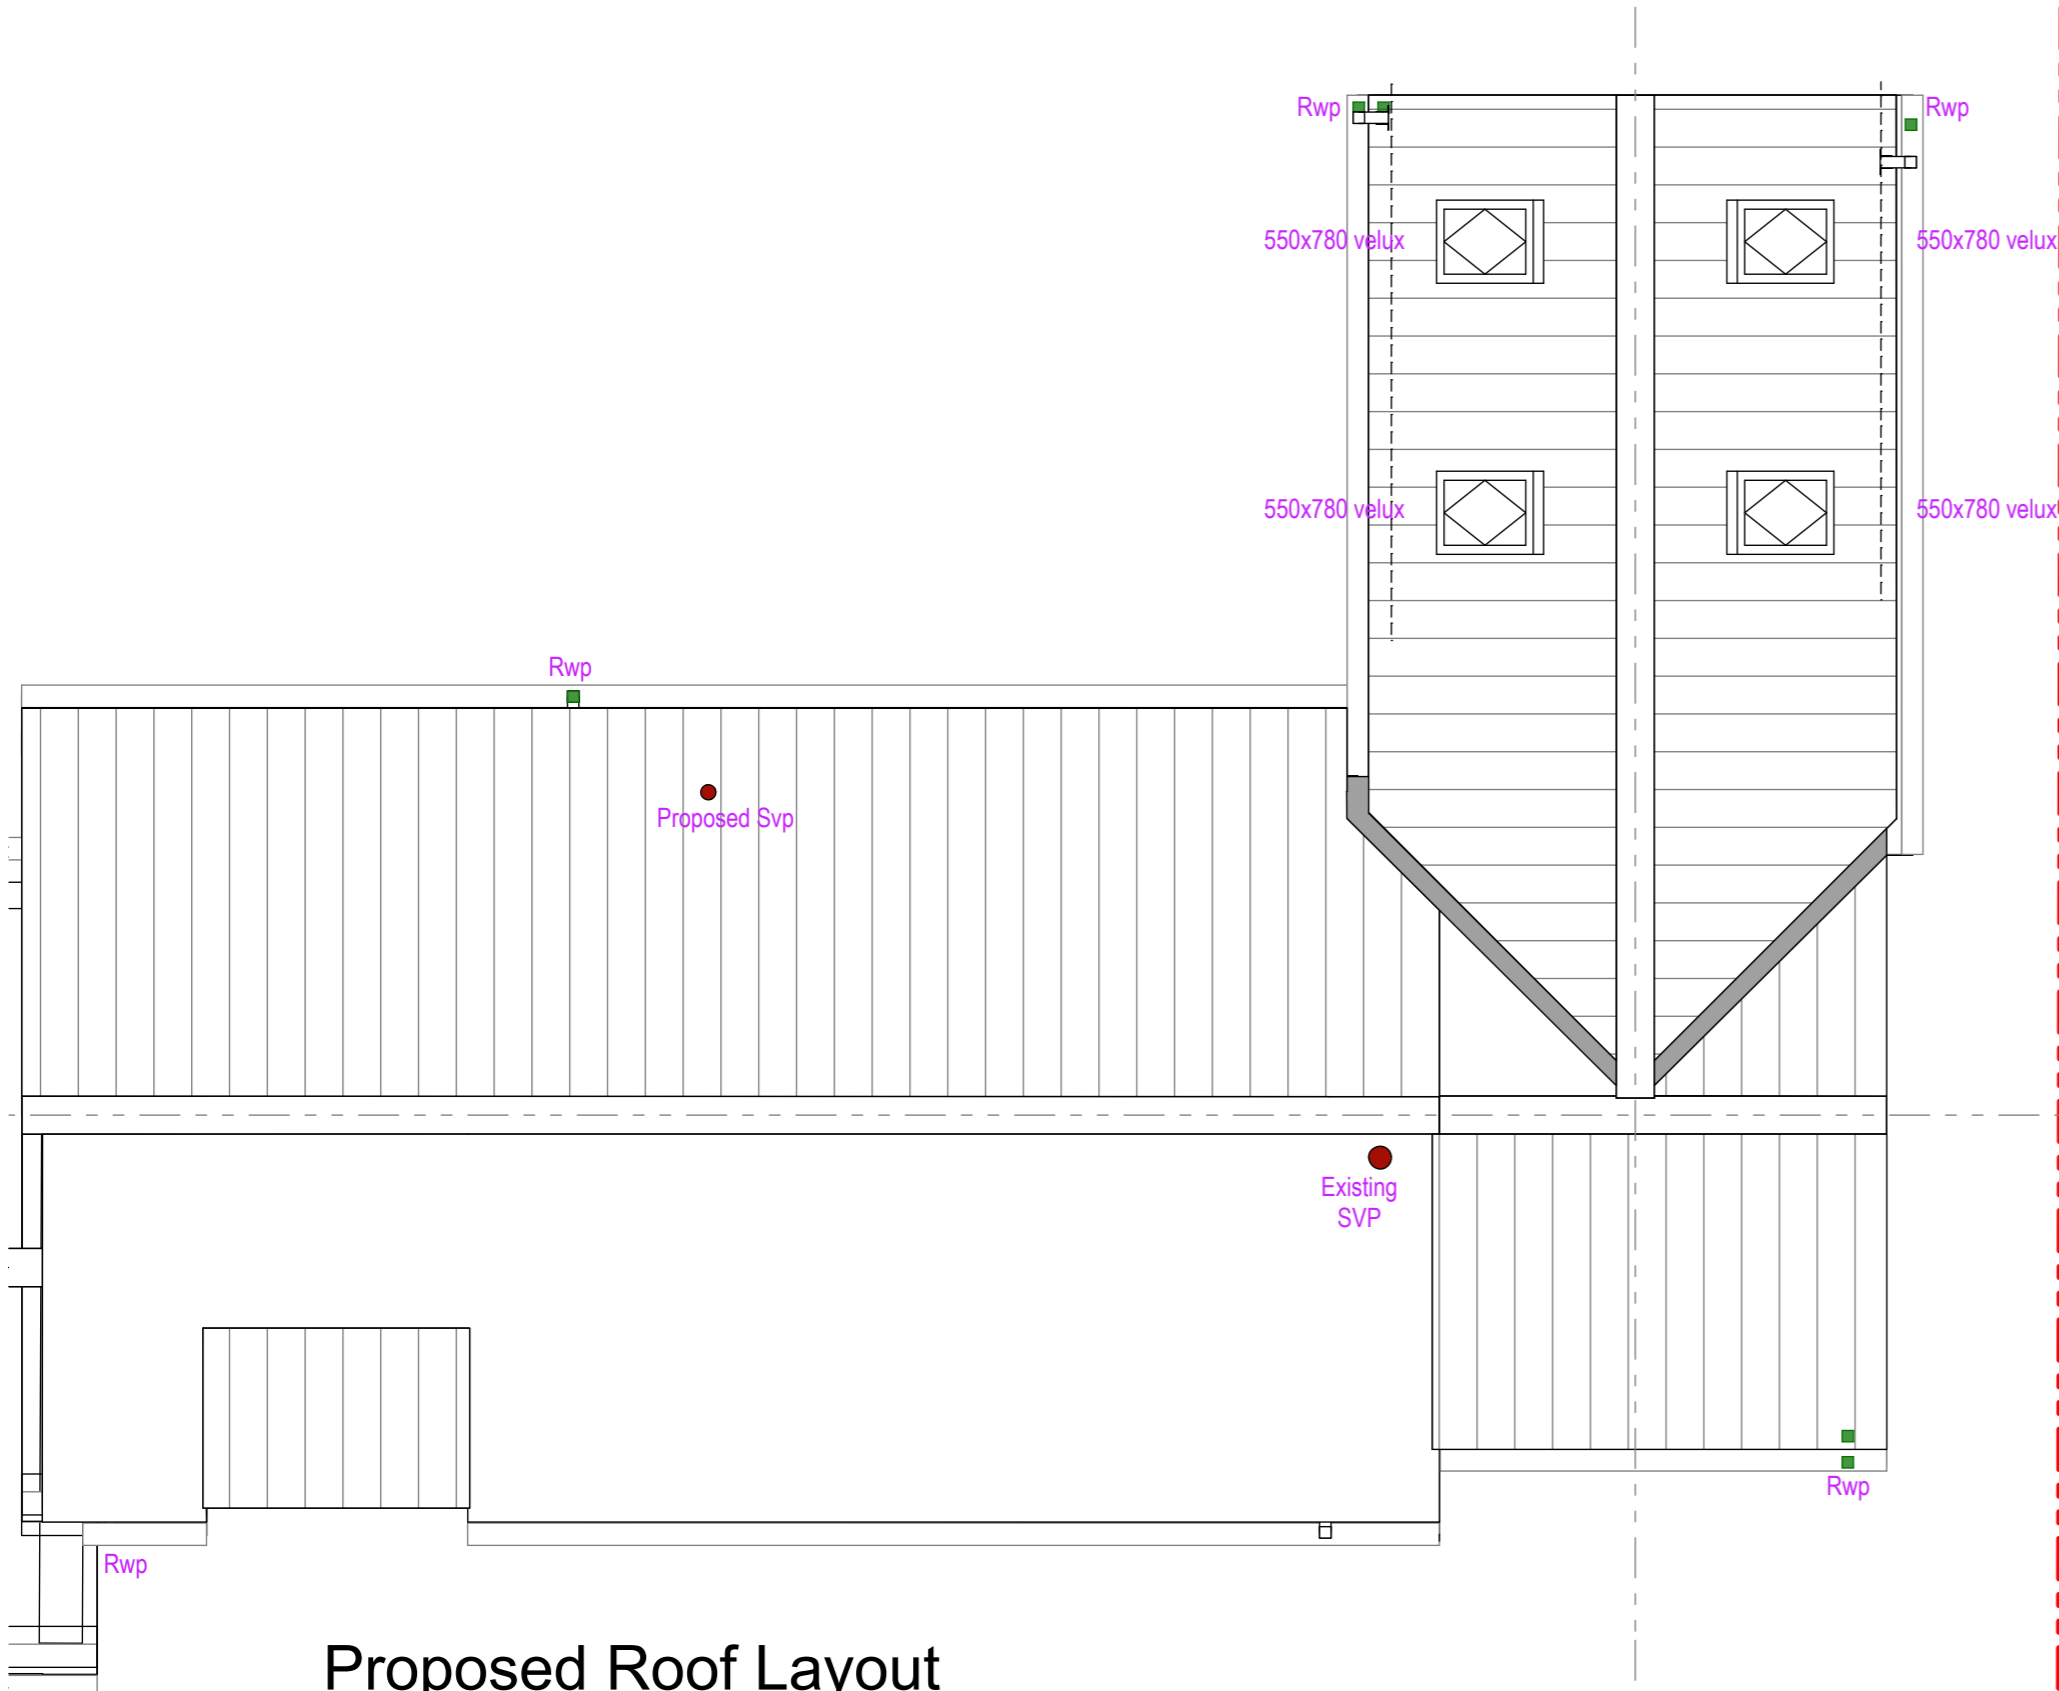 Rwp
Rwp
550x780 velux
550x780 velux
550x780 velux
550x780 velux
Rwp
Proposed Svp
Existing
SVP
Rwp
Rwp
Proposed Roof Layout